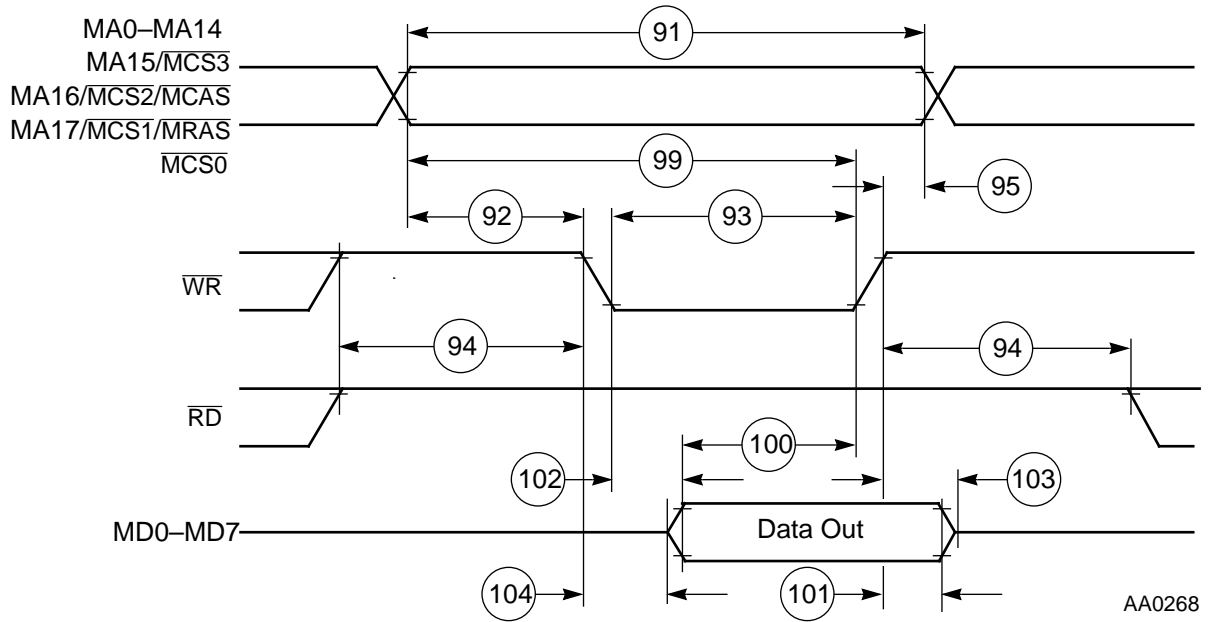 MA0–MA14
91
MA15/MCS3
MA16/MCS2/MCAS
MA17/MCS1/MRAS
MCS0
99
95
92
93
WR
94
94
RD
100
102
103
MD0–MD7
Data Out
104
101
AA0268